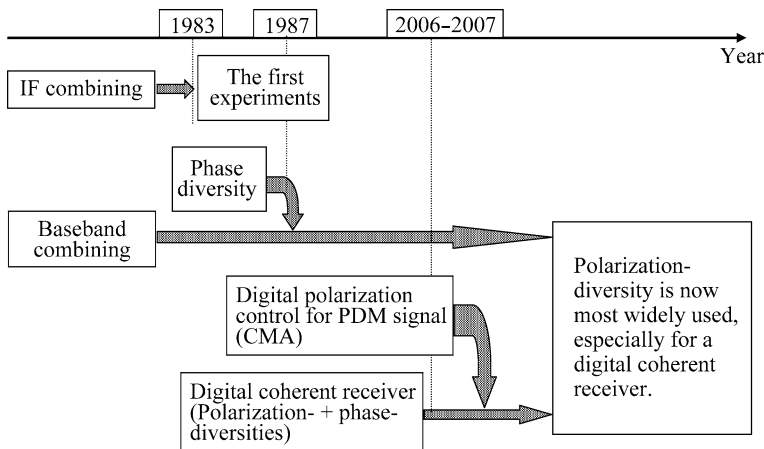 1983
1987
2006–2007
Year
IF combining
The first
experiments
Phase
diversity
Baseband
combining
Digital polarization
control for PDM signal
(CMA)
Digital coherent receiver
(Polarization- + phase-
diversities)
Polarization-
diversity is now
most widely used,
especially for a
digital coherent
receiver.